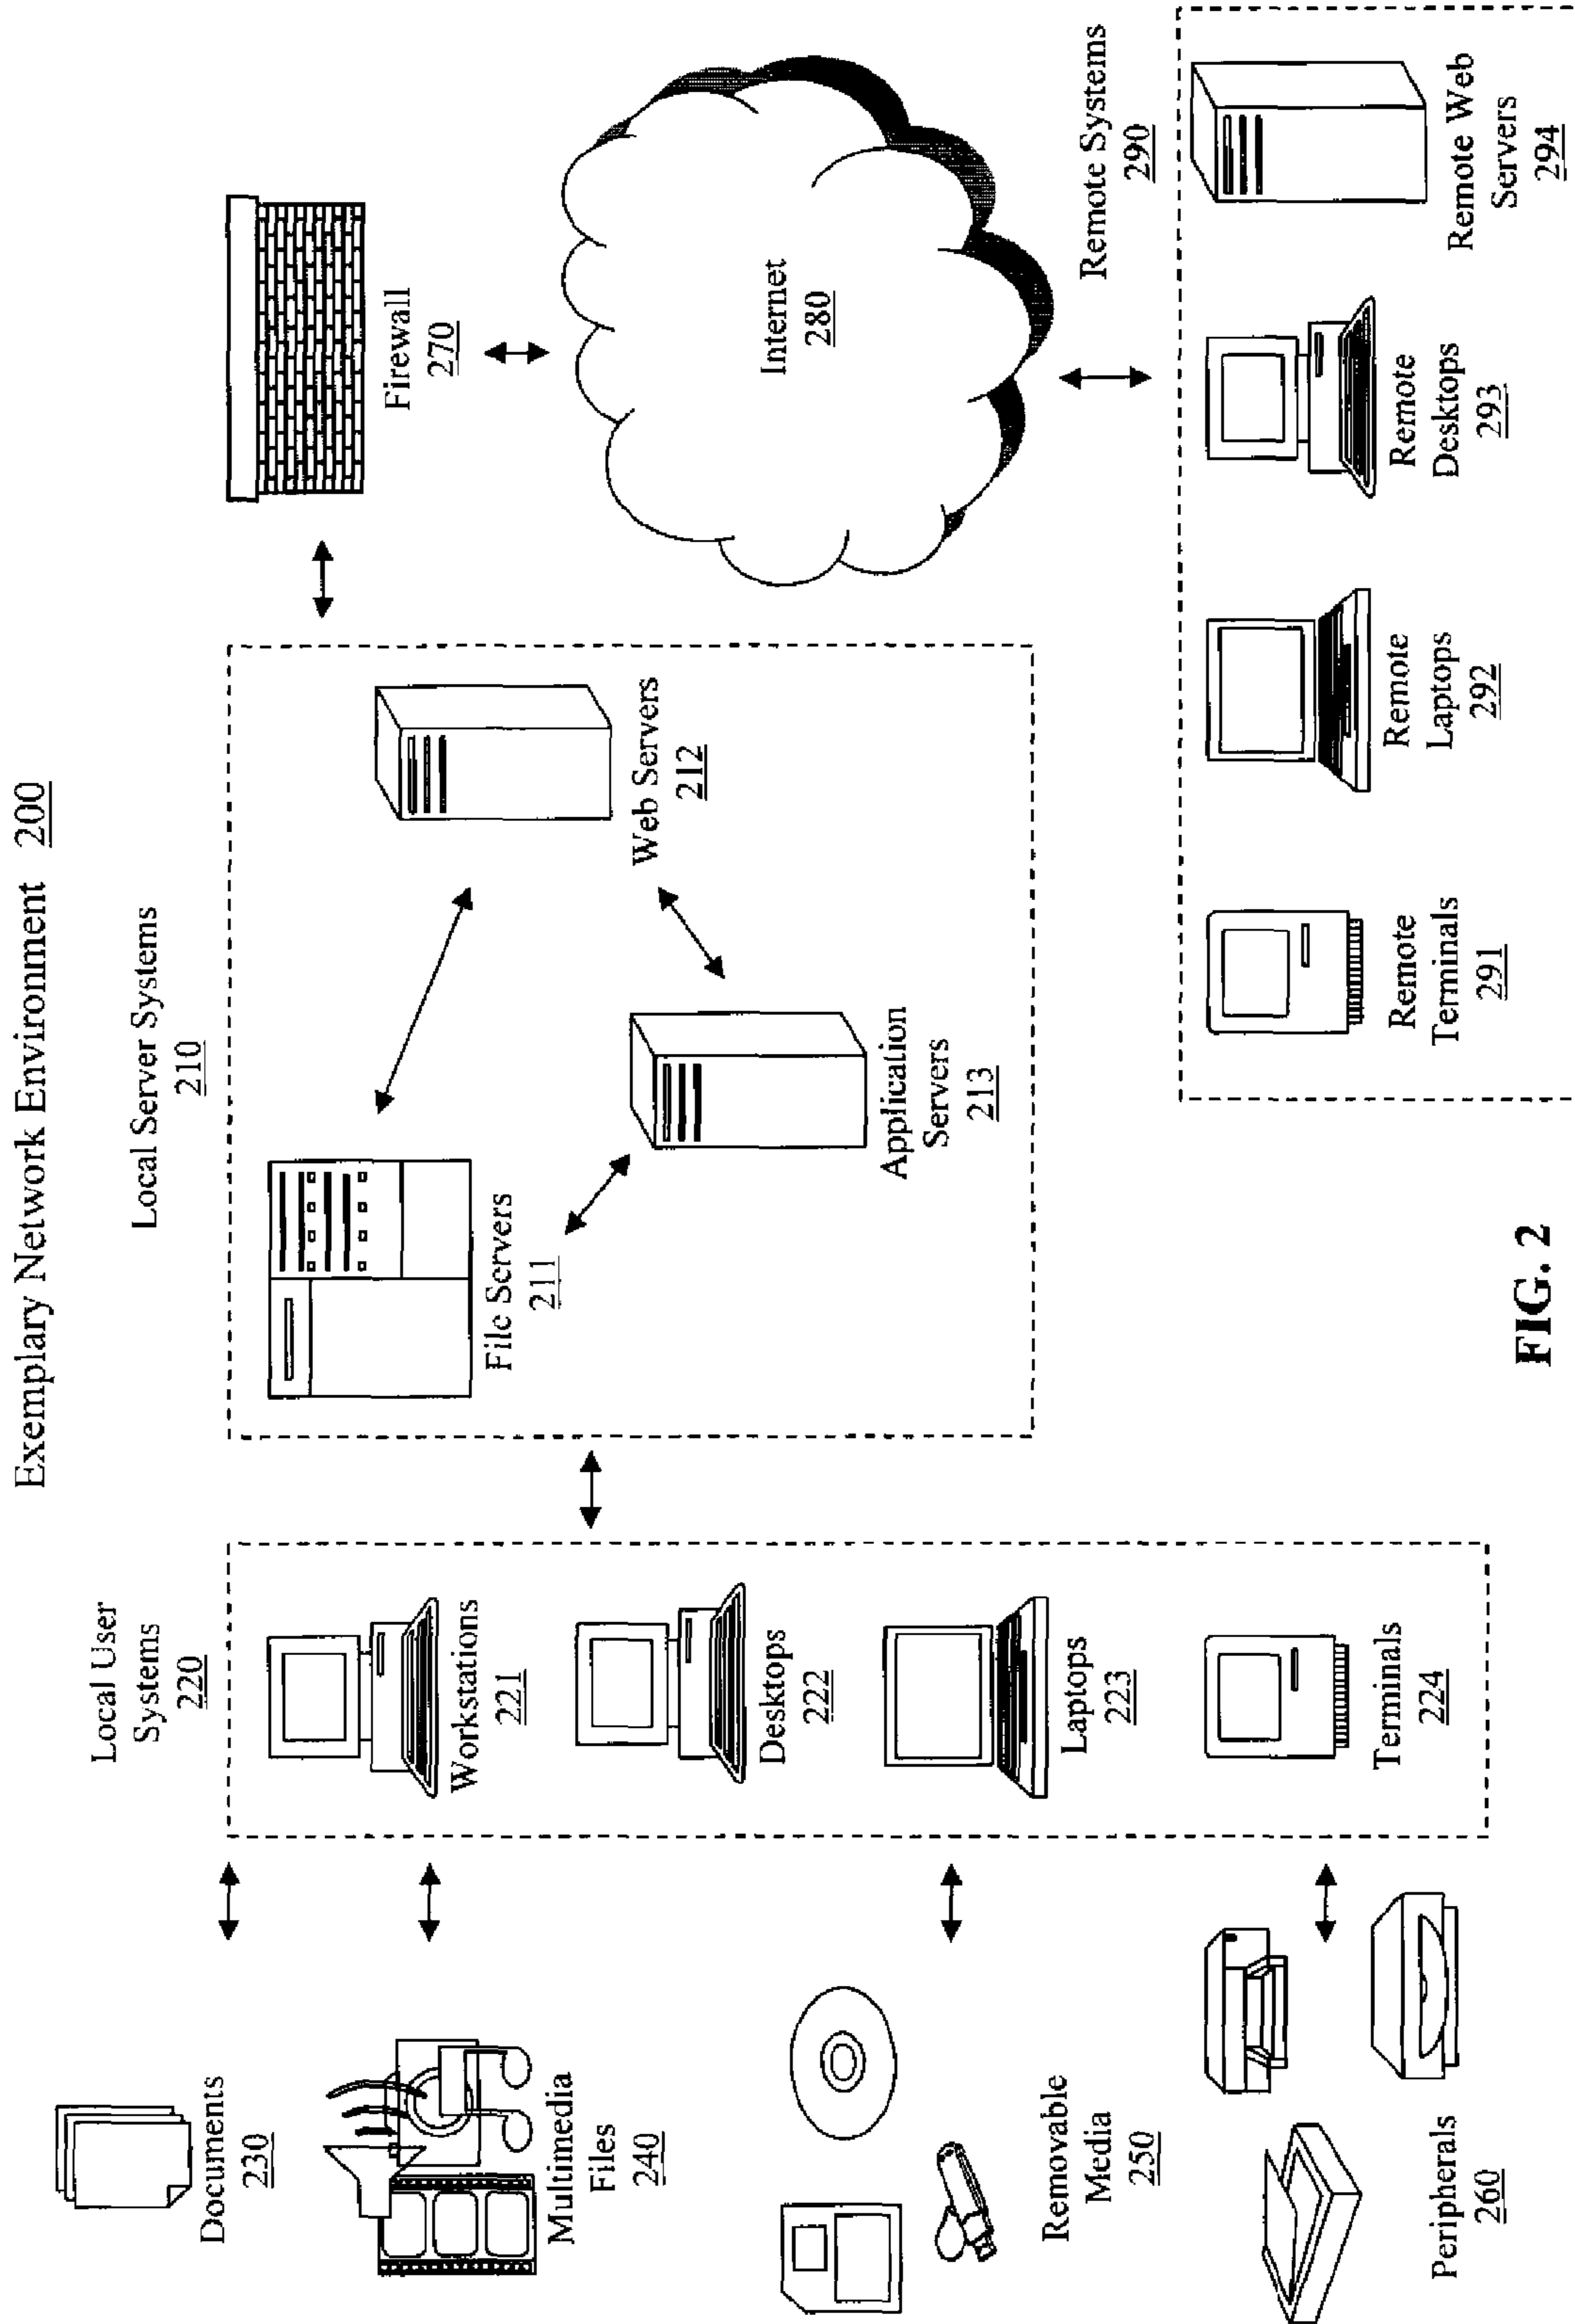 Exemplary Network Environment 200
Documents
230
Multimedia
Files
240
Removable
Media
250
Peripherals
260
Local User
Systems
220
Workstations
221
Desktops
222
Laptops
223
Terminals
224
Local Server Systems
210
File Servers
211
Web Servers
212
Application
Servers
213
Firewall
270
Internet
280
Remote Systems
290
Remote
Terminals
291
Remote
Laptops
292
Remote
Desktops
293
Remote Web
Servers
294
FIG. 2